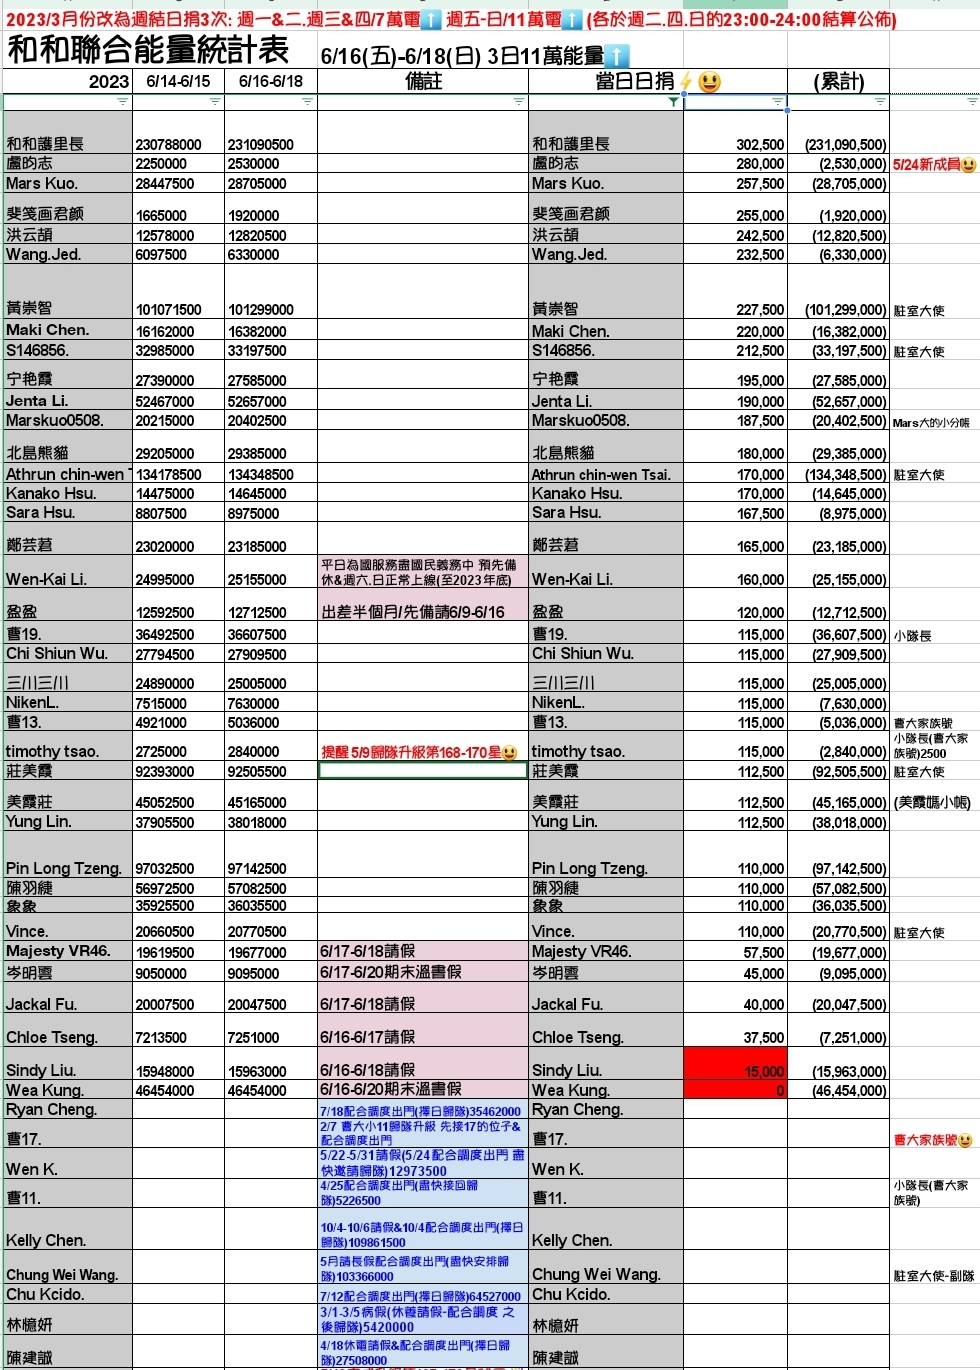 2023/3月份改為週結日捐3次: 週一&二.週三&四/7萬電⬆️ 週五-日/11萬電⬆️ (各於週二.四.日的23:00-24:00結算公佈)
和和聯合能量統計表 6/16(五)-6/18(日) 3日11萬能量⬆️
2023 6/14-6/15 6/16-6/18 備註 當日日捐⚡😃 (累計)
和和護里長 230788000 231090500 和和護里長 302,500 (231,090,500)
盧昀志 2250000 2530000 盧昀志 280,000 (2,530,000) 5/24新成員😃
Mars Kuo. 28447500 28705000 Mars Kuo. 257,500 (28,705,000)
斐笺画君颜 1665000 1920000 斐笺画君颜 255,000 (1,920,000)
洪云頡 12578000 12820500 洪云頡 242,500 (12,820,500)
Wang.Jed. 6097500 6330000 Wang.Jed. 232,500 (6,330,000)
黃崇智 101071500 101299000 黃崇智 227,500 (101,299,000) 駐室大使
Maki Chen. 16162000 16382000 Maki Chen. 220,000 (16,382,000)
S146856. 32985000 33197500 S146856. 212,500 (33,197,500) 駐室大使
宁艳霞 27390000 27585000 宁艳霞 195,000 (27,585,000)
Jenta Li. 52467000 52657000 Jenta Li. 190,000 (52,657,000)
Marskuo0508. 20215000 20402500 Marskuo0508. 187,500 (20,402,500) Mars大的小分帳
北島熊貓 29205000 29385000 北島熊貓 180,000 (29,385,000)
Athrun chin-wen 134178500 134348500 Athrun chin-wen Tsai. 170,000 (134,348,500) 駐室大使
Kanako Hsu. 14475000 14645000 Kanako Hsu. 170,000 (14,645,000)
Sara Hsu. 8807500 8975000 Sara Hsu. 167,500 (8,975,000)
鄭芸莙 23020000 23185000 鄭芸莙 165,000 (23,185,000)
平日為國服務盡國民義務中 預先備
Wen-Kai Li. 24995000 25155000 休&週六.日正常上線(至2023年底) Wen-Kai Li. 160,000 (25,155,000)
盈盈 12592500 12712500 出差半個月/先備請6/9-6/16 盈盈 120,000 (12,712,500)
曹19. 36492500 36607500 曹19. 115,000 (36,607,500) 小隊長
Chi Shiun Wu. 27794500 27909500 Chi Shiun Wu. 115,000 (27,909,500)
三川三川 24890000 25005000 三川三川 115,000 (25,005,000)
NikenL. 7515000 7630000 NikenL. 115,000 (7,630,000)
曹13. 4921000 5036000 曹13. 115,000 (5,036,000) 曹大家族號
小隊長(曹大家
timothy tsao. 2725000 2840000 提醒 5/9歸隊升級第168-170星😃 timothy tsao. 115,000 (2,840,000) 族號)2500
莊美霞 92393000 92505500 莊美霞 112,500 (92,505,500) 駐室大使
美霞莊 45052500 45165000 美霞莊 112,500 (45,165,000) (美霞媽小帳)
Yung Lin. 37905500 38018000 Yung Lin. 112,500 (38,018,000)
Pin Long Tzeng. 97032500 97142500 Pin Long Tzeng. 110,000 (97,142,500)
陳羽緁 56972500 57082500 陳羽緁 110,000 (57,082,500)
象象 35925500 36035500 象象 110,000 (36,035,500)
Vince. 20660500 20770500 Vince. 110,000 (20,770,500) 駐室大使
Majesty VR46. 19619500 19677000 6/17-6/18請假 Majesty VR46. 57,500 (19,677,000)
岑明雲 9050000 9095000 6/17-6/20期末溫書假 岑明雲 45,000 (9,095,000)
Jackal Fu. 20007500 20047500 6/17-6/18請假 Jackal Fu. 40,000 (20,047,500)
Chloe Tseng. 7213500 7251000 6/16-6/17請假 Chloe Tseng. 37,500 (7,251,000)
Sindy Liu. 15948000 15963000 6/16-6/18請假 Sindy Liu. 15,000 (15,963,000)
Wea Kung. 46454000 46454000 6/16-6/20期末溫書假 Wea Kung. 0 (46,454,000)
Ryan Cheng. 7/18配合調度出門(擇日歸隊)35462000 Ryan Cheng.
2/7 曹大小11歸隊升級 先接17的位子&
曹17. 配合調度出門 曹17. 曹大家族號😃
5/22-5/31請假(5/24配合調度出門 盡
Wen K. 快邀請歸隊)12973500 Wen K.
4/25配合調度出門(盡快接回歸 小隊長(曹大家
曹11. 隊)5226500 曹11. 族號)
10/4-10/6請假&10/4配合調度出門(擇日
Kelly Chen. 歸隊)109861500 Kelly Chen.
5月請長假配合調度出門(盡快安排歸
Chung Wei Wang. 隊)103366000 Chung Wei Wang. 駐室大使-副隊
Chu Kcido. 7/12配合調度出門(擇日歸隊)64527000 Chu Kcido.
3/1-3/5病假(休養請假-配合調度 之
林憶妍 後歸隊)5420000 林憶妍
4/18休電請假&配合調度出門(擇日歸
陳建誠 隊)27508000 陳建誠